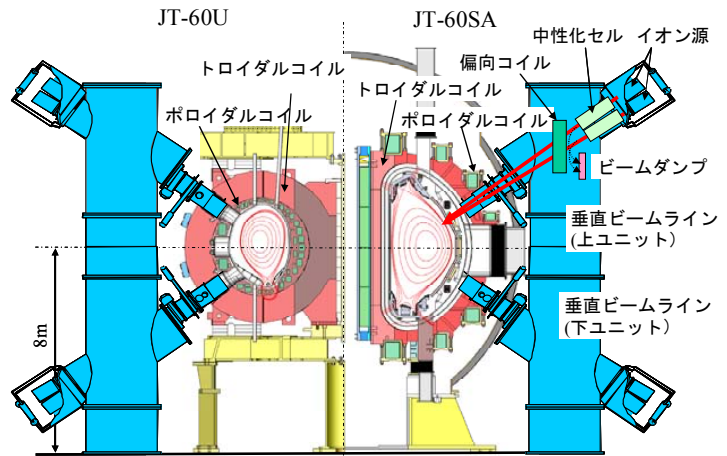 JT-60U
JT-60SA
中性化セル
イオン源
偏向コイル
トロイダルコイル
トロイダルコイル
ポロイダルコイル
ポロイダルコイル
ビームダンプ
垂直ビームライン
(上ユニット)
垂直ビームライン
(下ユニット)
8m